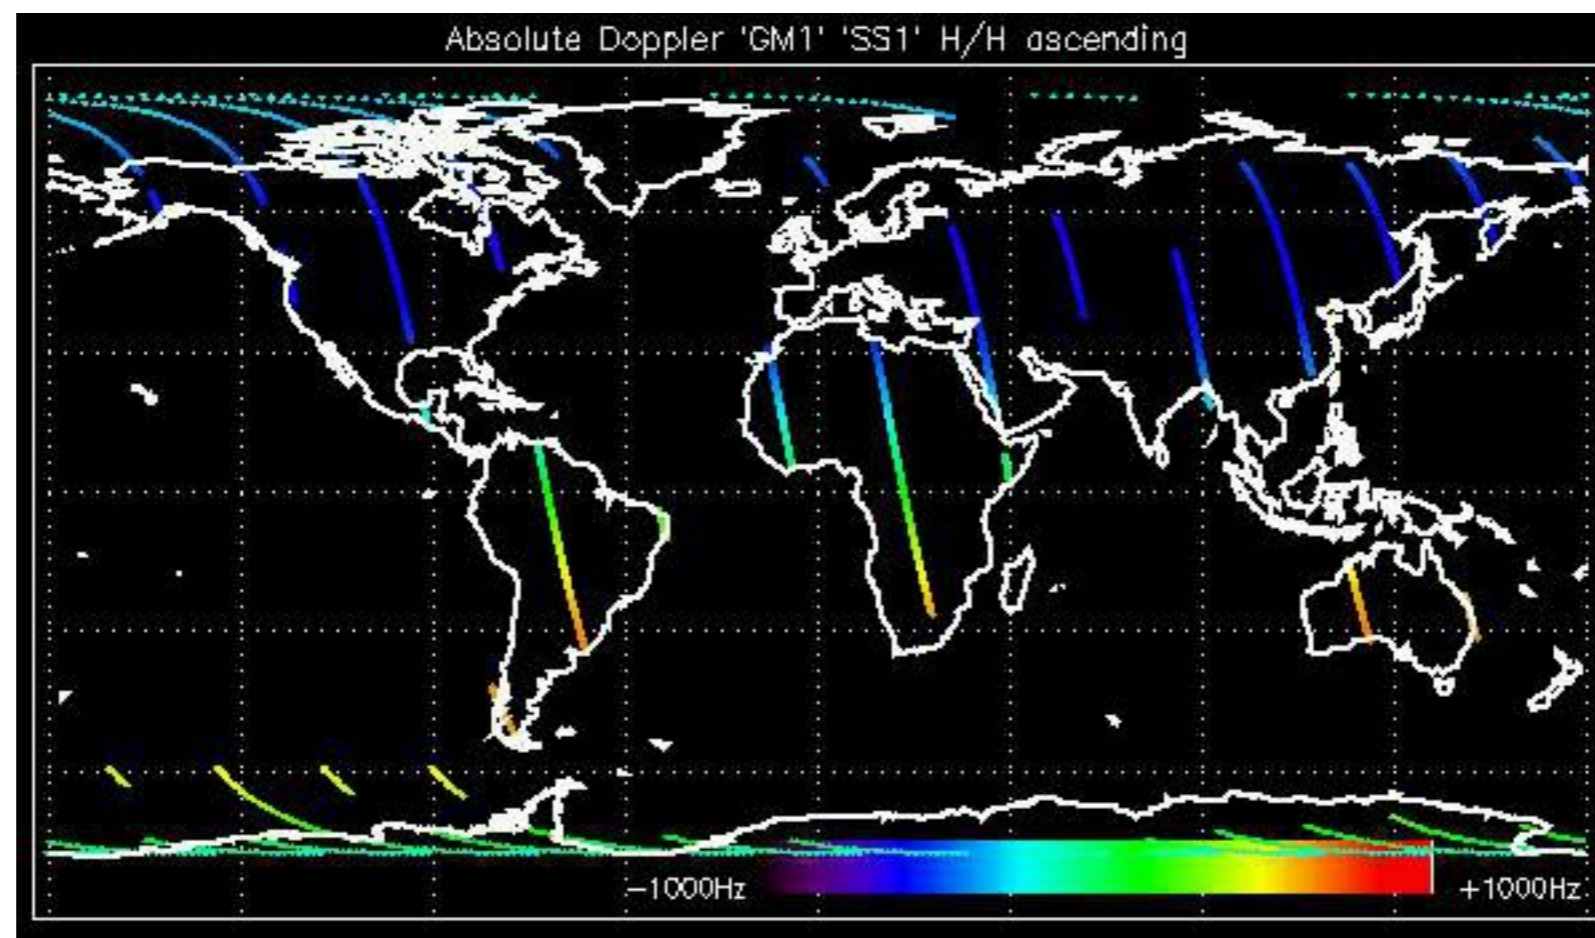 Absolute Doppler 'GM1' 'SS1' H/H ascending
−1000Hz
+1000Hz